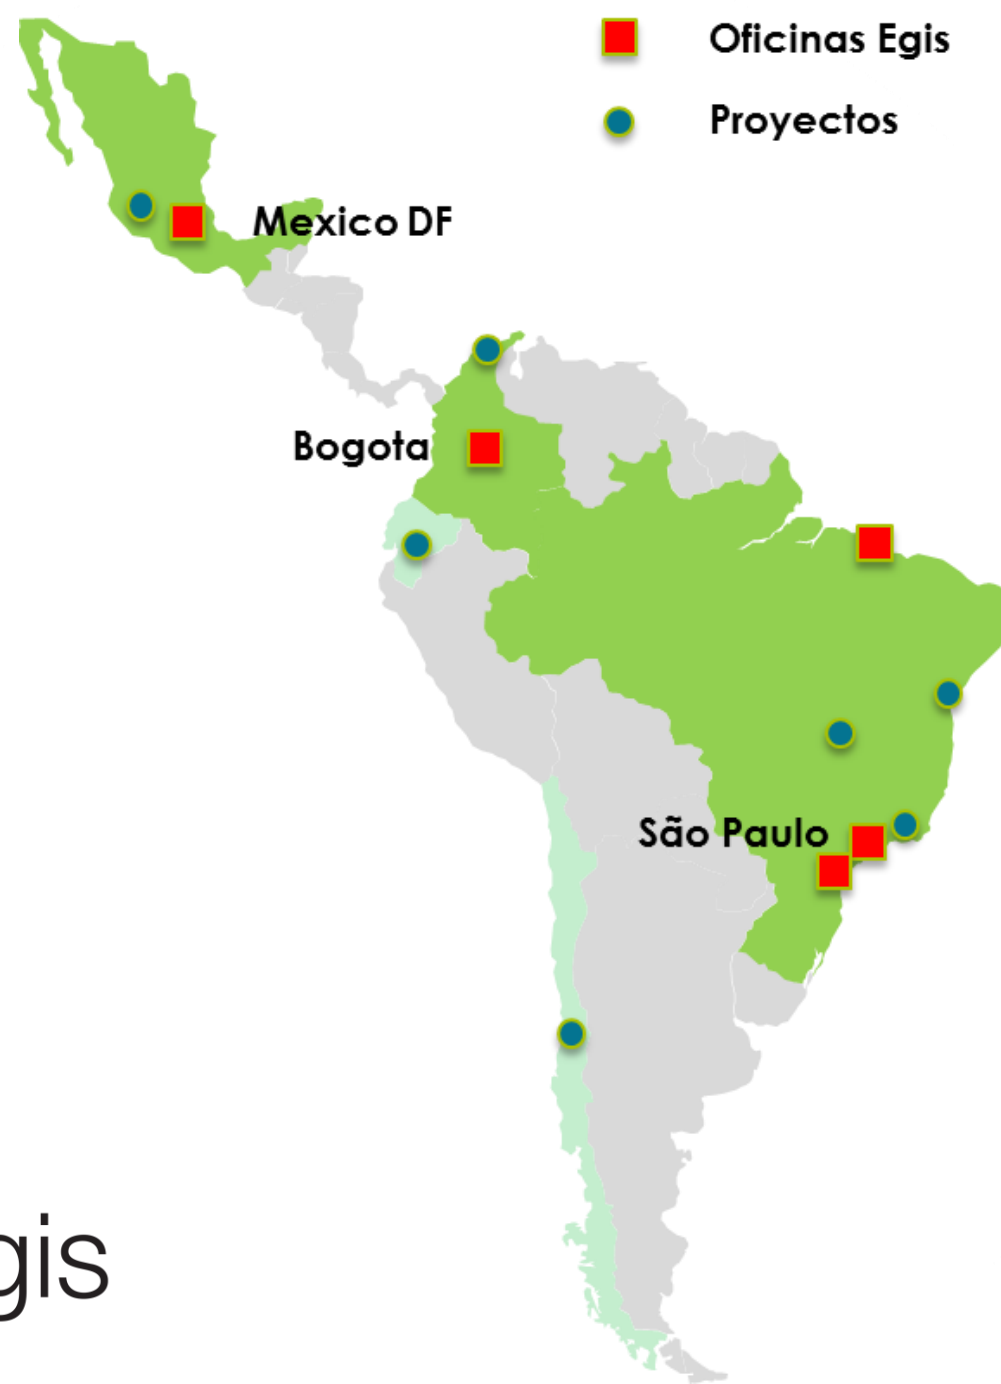 Oficinas Egis
Proyectos
Mexico DF
Bogota
São Paulo
gis